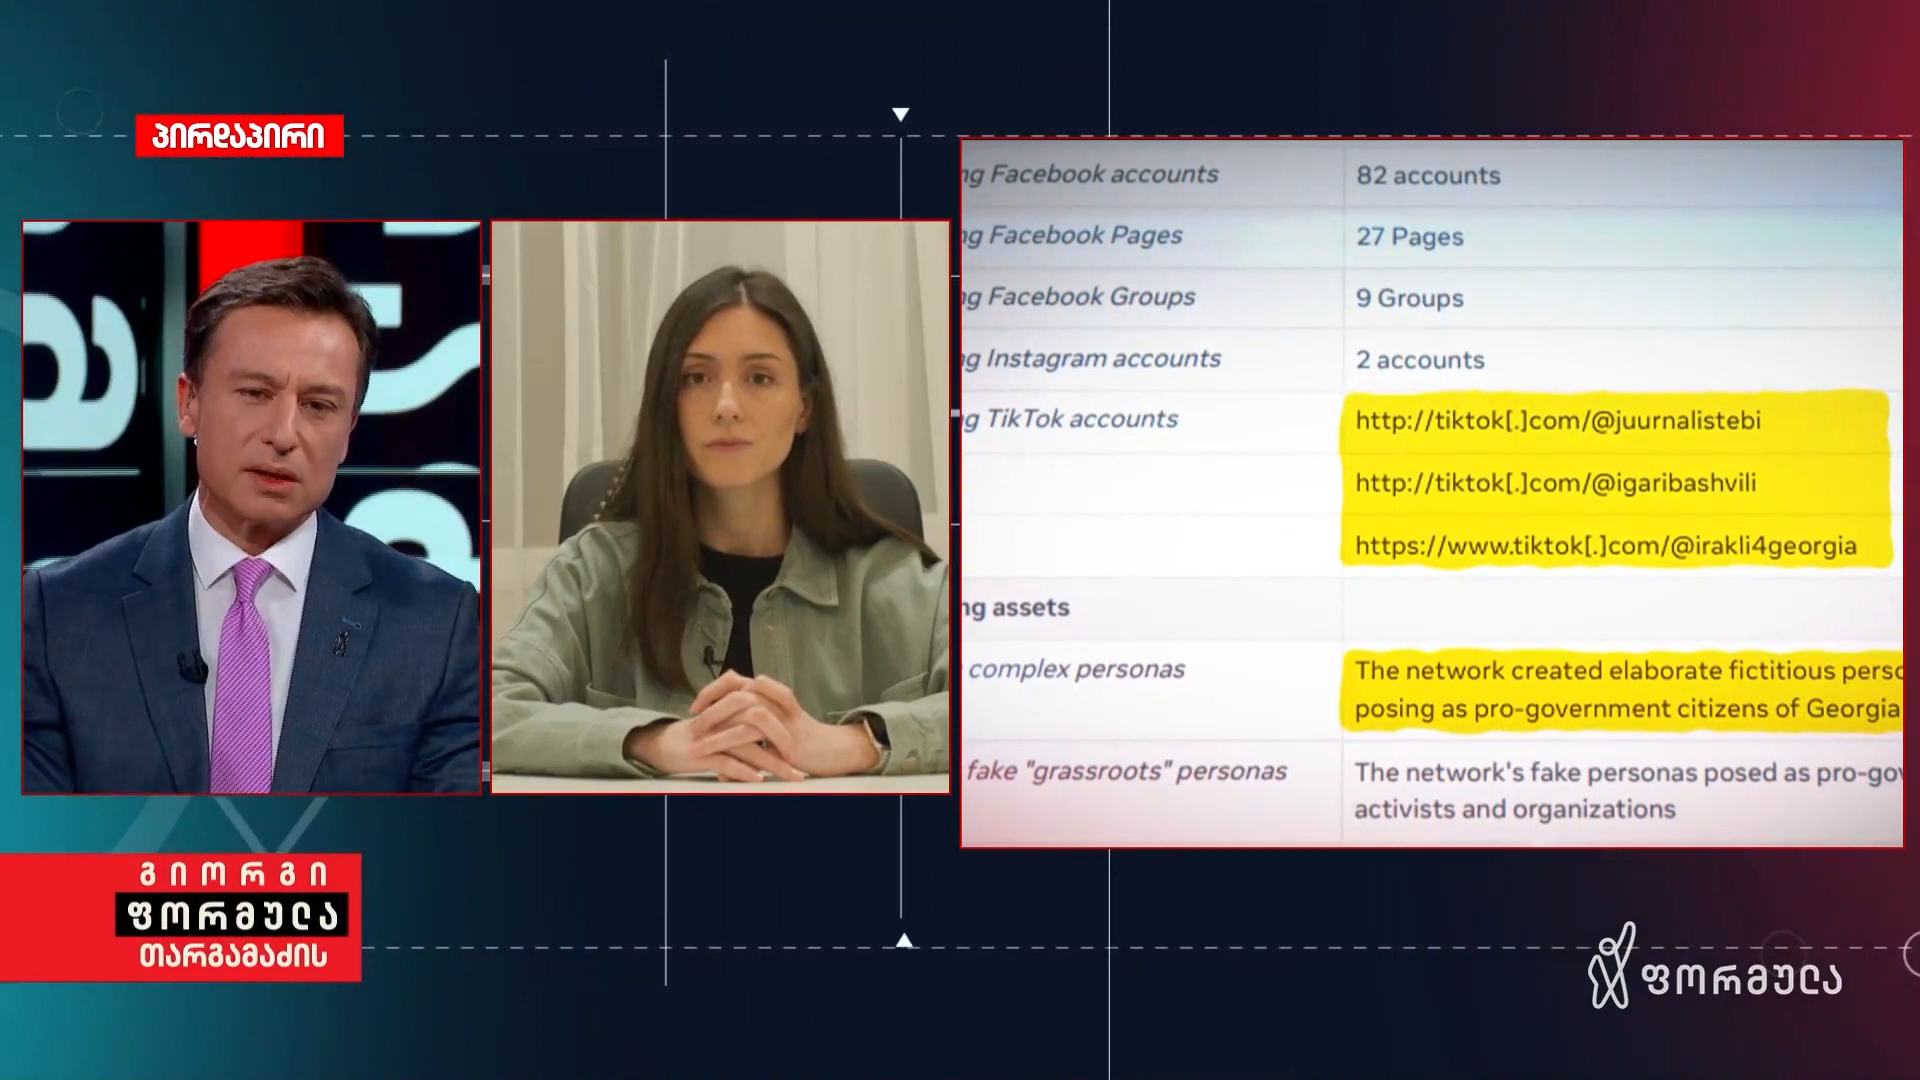 პირდაპირი
ng Facebook accounts 82 accounts
ng Facebook Pages 27 Pages
ng Facebook Groups 9 Groups
ng Instagram accounts 2 accounts
g TikTok accounts http://tiktok[.]com/@juurnalistebi
http://tiktok[.]com/@igaribashvili
https://www.tiktok[.]com/@irakli4georgia
ng assets
complex personas The network created elaborate fictitious perso
posing as pro-government citizens of Georgia
fake "grassroots" personas The network's fake personas posed as pro-gov
activists and organizations
გიორგი
ფორმულა
თარგამაძის
ფორმულა